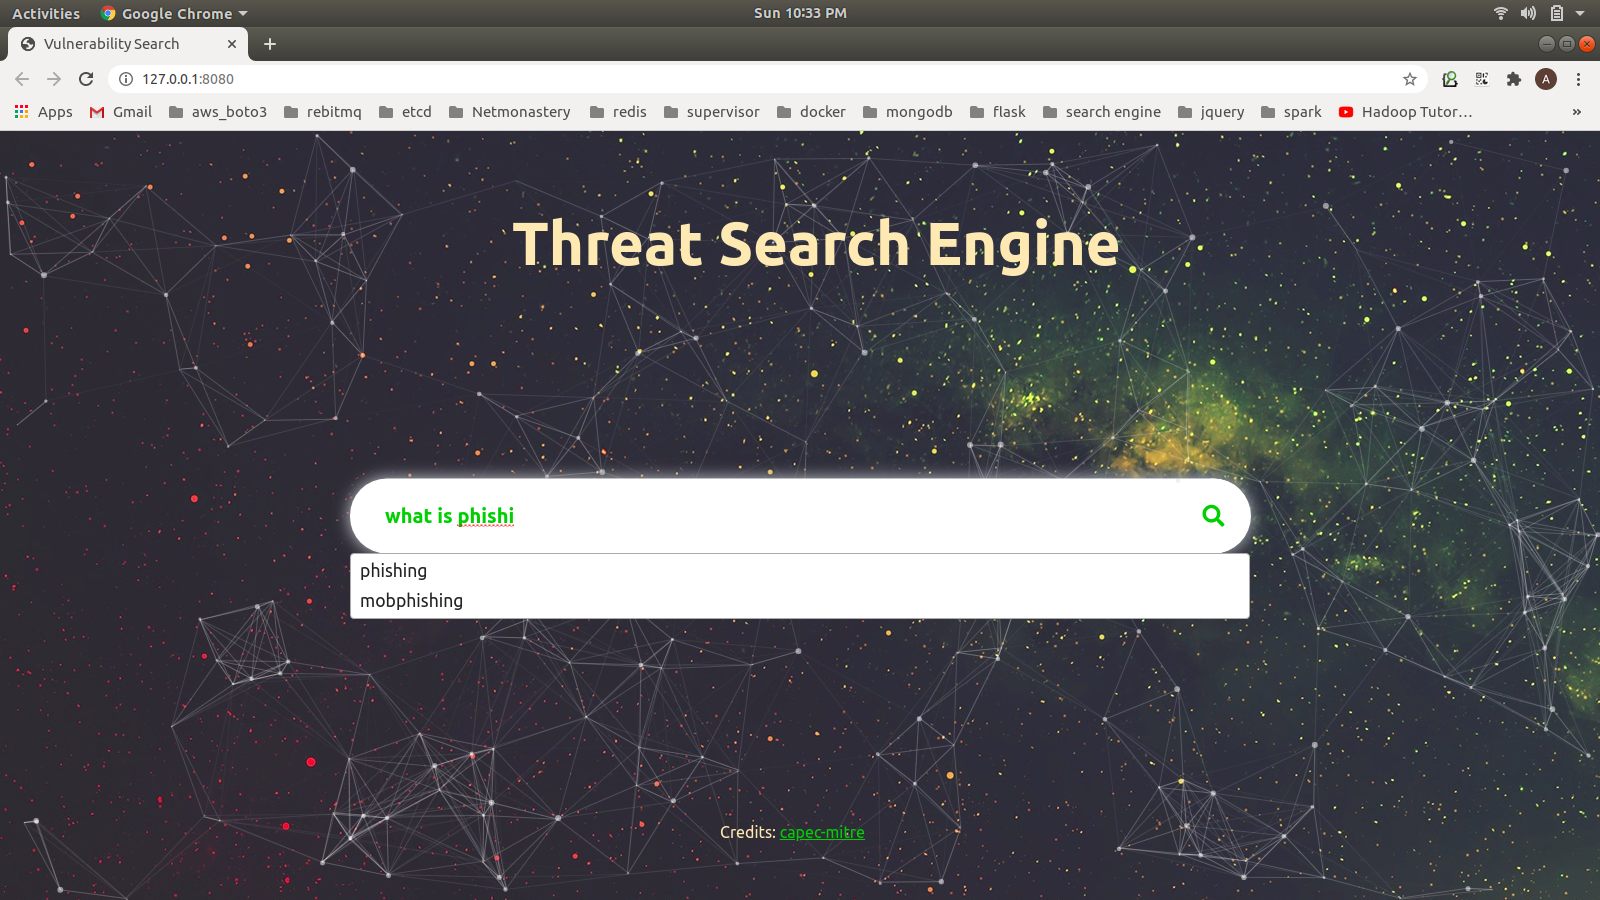 Activities Google Chrome Sun 10:33 PM
Vulnerability Search
127.0.0.1:8080 A
Apps Gmail aws_boto3 rebitmq etcd Netmonastery redis supervisor docker mongodb flask search engine jquery spark Hadoop Tutor… »
Threat Search Engine
what is phishi
phishing
mobphishing
Credits: capec-mitre